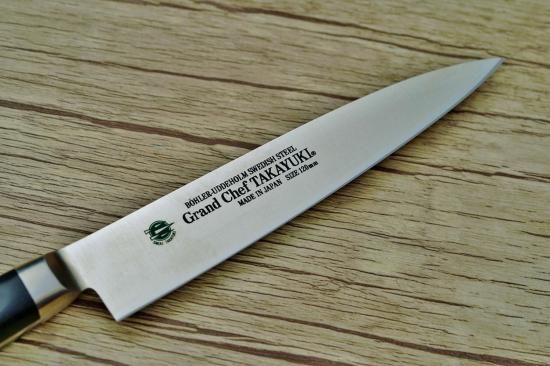 BÖHLER-UDDEHOLM SWEDISH STEEL
Grand Chef TAKAYUKI®
MADE IN JAPAN SIZE 120mm